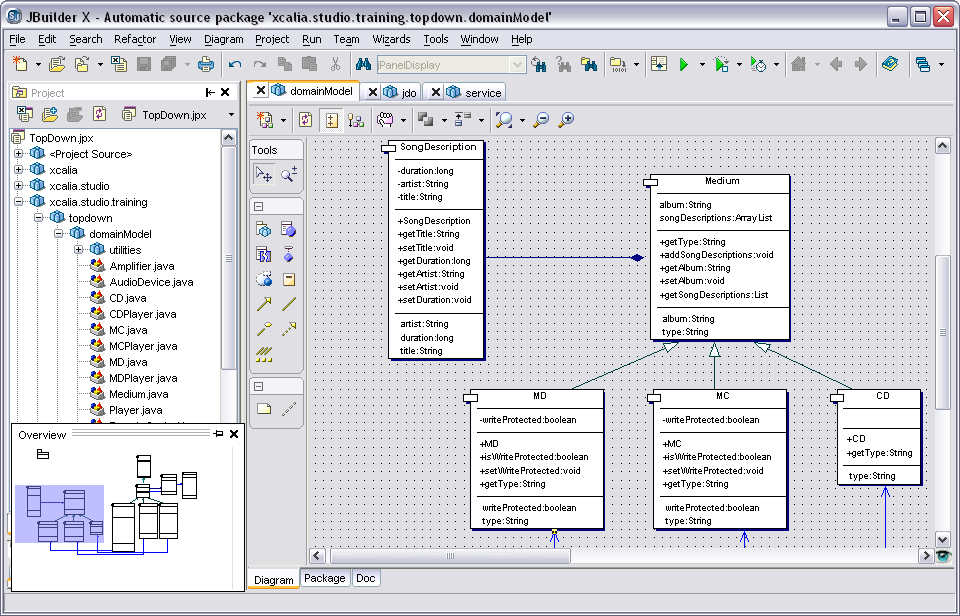 JBuilder X - Automatic source package 'xcalia.studio.training.topdown.domainModel'
File Edit Search Refactor View Diagram Project Run Team Wizards Tools Window Help
PanelDisplay
Project
TopDown.jpx
TopDown.jpx
<Project Source>
xcalia
xcalia.studio
xcalia.studio.training
topdown
domainModel
utilities
Amplifier.java
AudioDevice.java
CD.java
CDPlayer.java
MC.java
MCPlayer.java
MD.java
MDPlayer.java
Medium.java
Player.java
Overview
domainModel jdo service
Tools
SongDescription
-duration:long
-artist:String
-title:String
+SongDescription
+getTitle:String
+setTitle:void
+getDuration:long
+getArtist:String
+setArtist:void
+setDuration:void
artist:String
duration:long
title:String
Medium
album:String
songDescriptions:ArrayList
+getType:String
+addSongDescriptions:void
+getAlbum:String
+setAlbum:void
+getSongDescriptions:List
album:String
type:String
MD
-writeProtected:boolean
+MD
+isWriteProtected:boolean
+setWriteProtected:void
+getType:String
writeProtected:boolean
type:String
MC
-writeProtected:boolean
+MC
+isWriteProtected:boolean
+setWriteProtected:void
+getType:String
writeProtected:boolean
type:String
CD
+CD
+getType:String
type:String
Diagram Package Doc